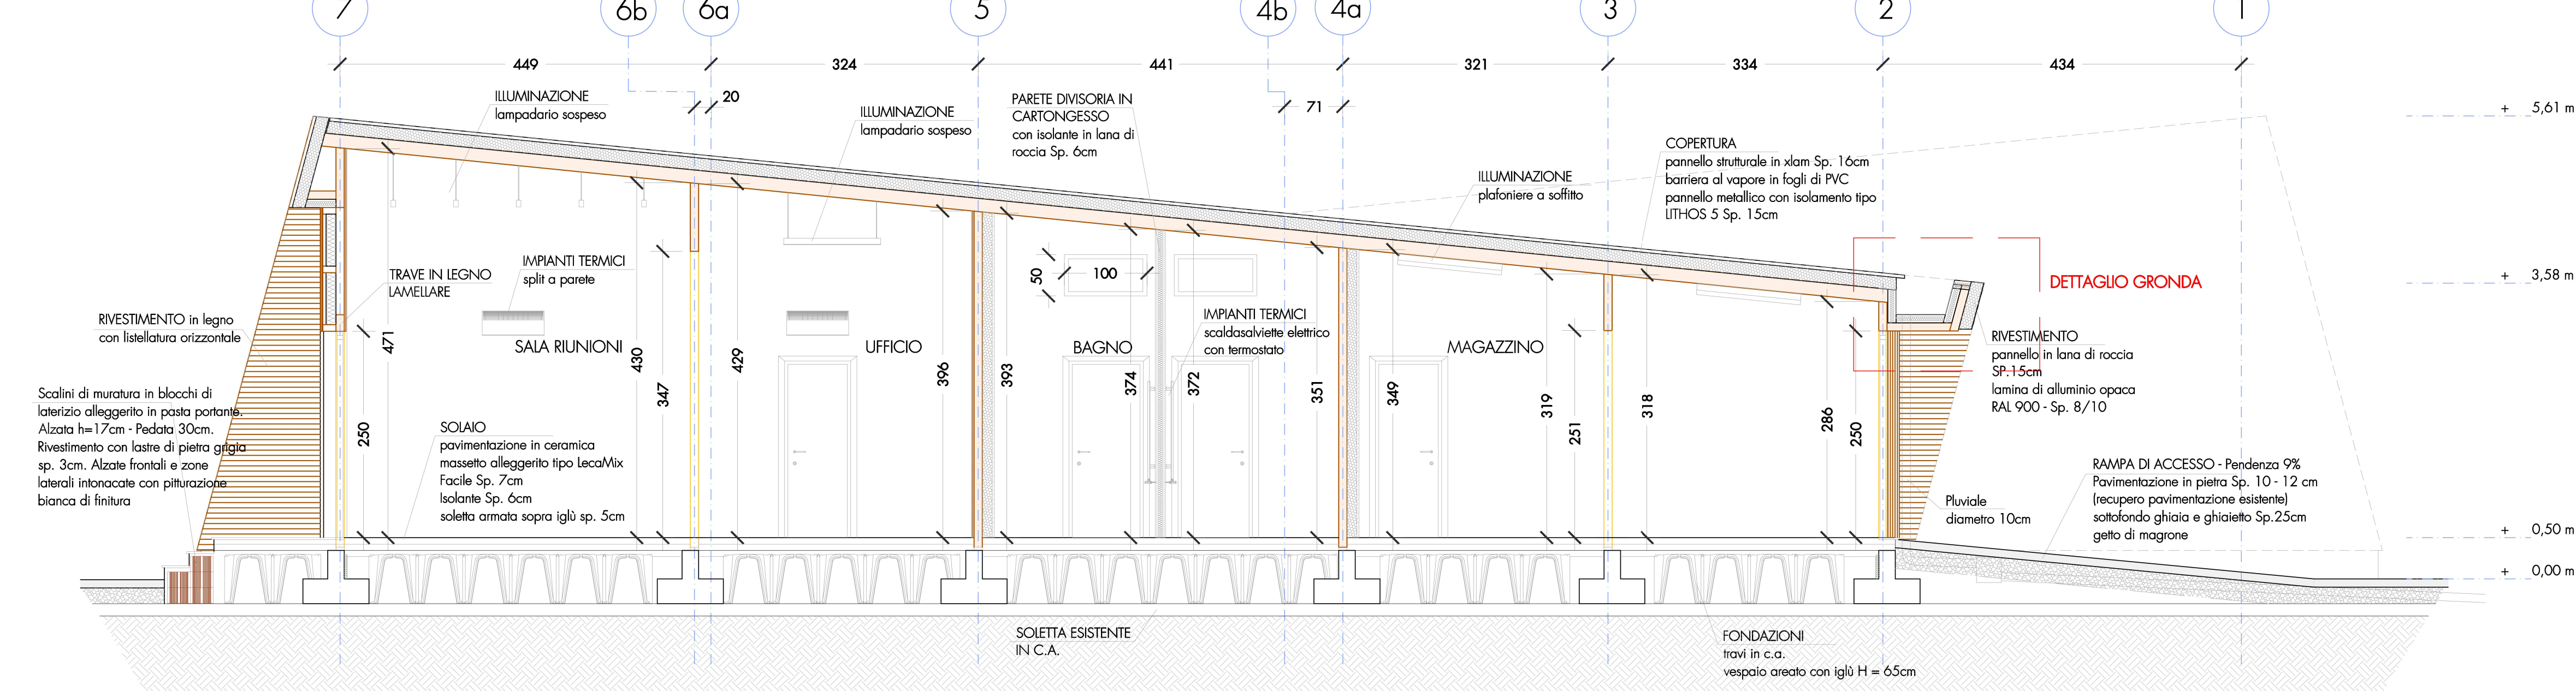 7
6b
6a
5
4b
4a
3
2
1
449
324
441
321
334
434
20
71
ILLUMINAZIONE
lampadario sospeso
ILLUMINAZIONE
lampadario sospeso
PARETE DIVISORIA IN
CARTONGESSO
con isolante in lana di
roccia Sp. 6cm
ILLUMINAZIONE
plafoniere a soffitto
COPERTURA
pannello strutturale in xlam Sp. 16cm
barriera al vapore in fogli di PVC
pannello metallico con isolamento tipo
LITHOS 5 Sp. 15cm
+ 5,61 m
+ 3,58 m
+ 0,50 m
+ 0,00 m
DETTAGLIO GRONDA
TRAVE IN LEGNO
LAMELLARE
IMPIANTI TERMICI
split a parete
50
100
IMPIANTI TERMICI
scaldasalviette elettrico
con termostato
RIVESTIMENTO in legno
con listellatura orizzontale
SALA RIUNIONI
UFFICIO
BAGNO
MAGAZZINO
RIVESTIMENTO
pannello in lana di roccia
SP.15cm
lamina di alluminio opaca
RAL 900 - Sp. 8/10
250
471
430
347
429
396
393
374
372
351
349
319
251
318
286
250
Scalini di muratura in blocchi di
laterizio alleggerito in pasta portante.
Alzata h=17cm - Pedata 30cm.
Rivestimento con lastre di pietra grigia
sp. 3cm. Alzate frontali e zone
laterali intonacate con pitturazione
bianca di finitura
SOLAIO
pavimentazione in ceramica
massetto alleggerito tipo LecaMix
Facile Sp. 7cm
Isolante Sp. 6cm
soletta armata sopra iglù sp. 5cm
Pluviale
diametro 10cm
RAMPA DI ACCESSO - Pendenza 9%
Pavimentazione in pietra Sp. 10 - 12 cm
(recupero pavimentazione esistente)
sottofondo ghiaia e ghiaietto Sp.25cm
getto di magrone
SOLETTA ESISTENTE
IN C.A.
FONDAZIONI
travi in c.a.
vespaio areato con iglù H = 65cm